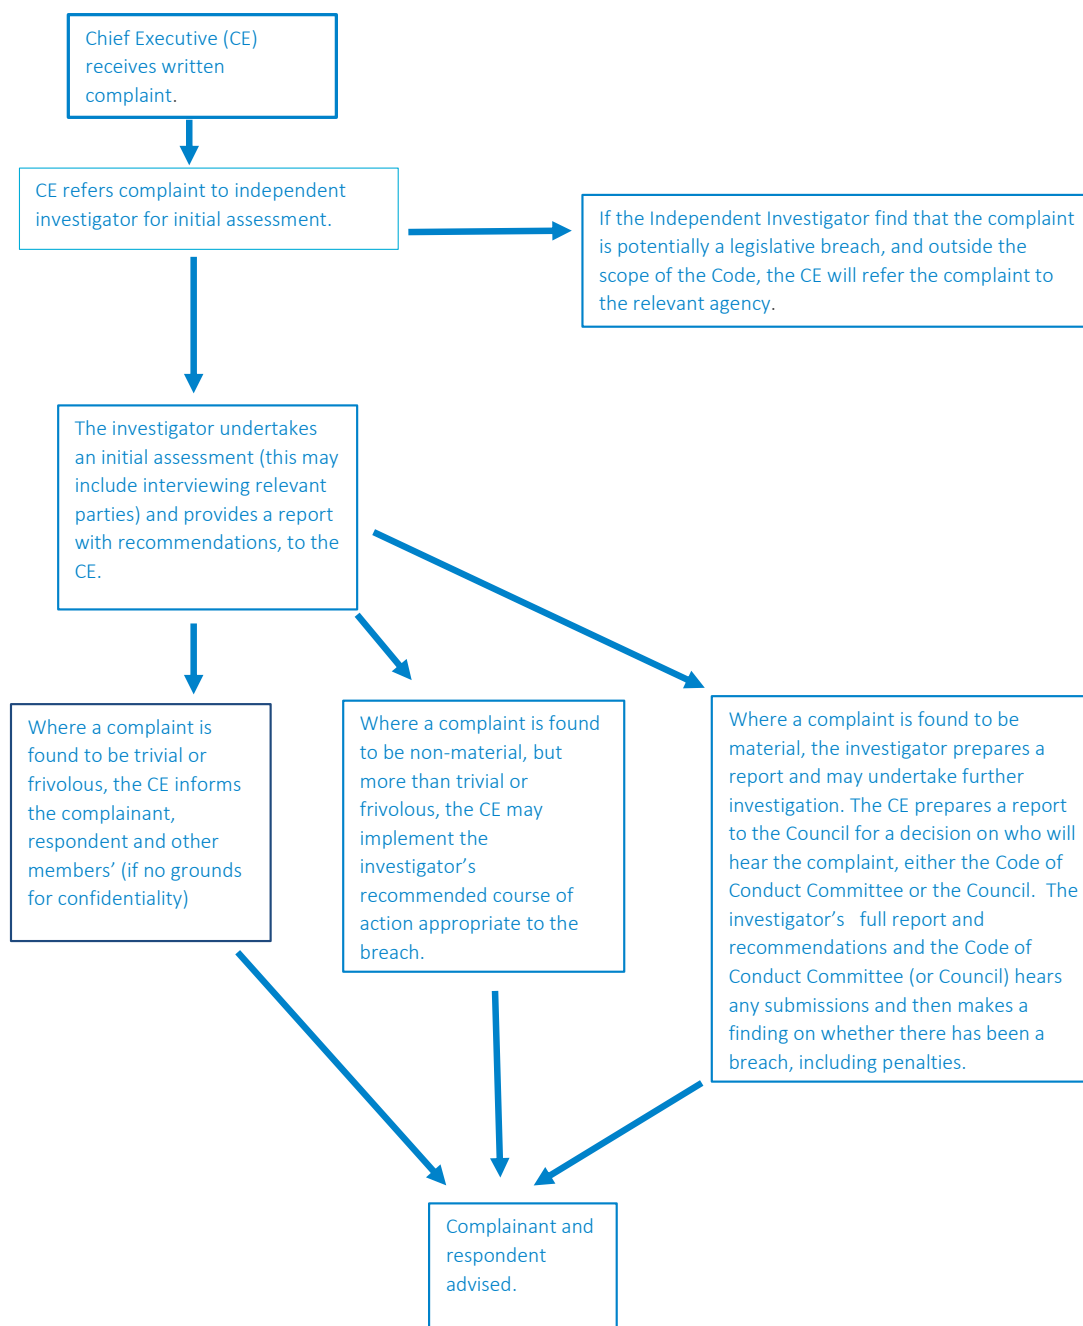 Chief Executive (CE)
receives written
complaint.
CE refers complaint to independent
investigator for initial assessment.
If the Independent Investigator find that the complaint
is potentially a legislative breach, and outside the
scope of the Code, the CE will refer the complaint to
the relevant agency.
The investigator undertakes
an initial assessment (this may
include interviewing relevant
parties) and provides a report
with recommendations, to the
CE.
Where a complaint is
found to be trivial or
frivolous, the CE informs
the complainant,
respondent and other
members’ (if no grounds
for confidentiality)
Where a complaint is found
to be non-material, but
more than trivial or
frivolous, the CE may
implement the
investigator’s
recommended course of
action appropriate to the
breach.
Where a complaint is found to be
material, the investigator prepares a
report and may undertake further
investigation. The CE prepares a report
to the Council for a decision on who will
hear the complaint, either the Code of
Conduct Committee or the Council.  The
investigator’s   full report and
recommendations and the Code of
Conduct Committee (or Council) hears
any submissions and then makes a
finding on whether there has been a
breach, including penalties.
Complainant and
respondent
advised.